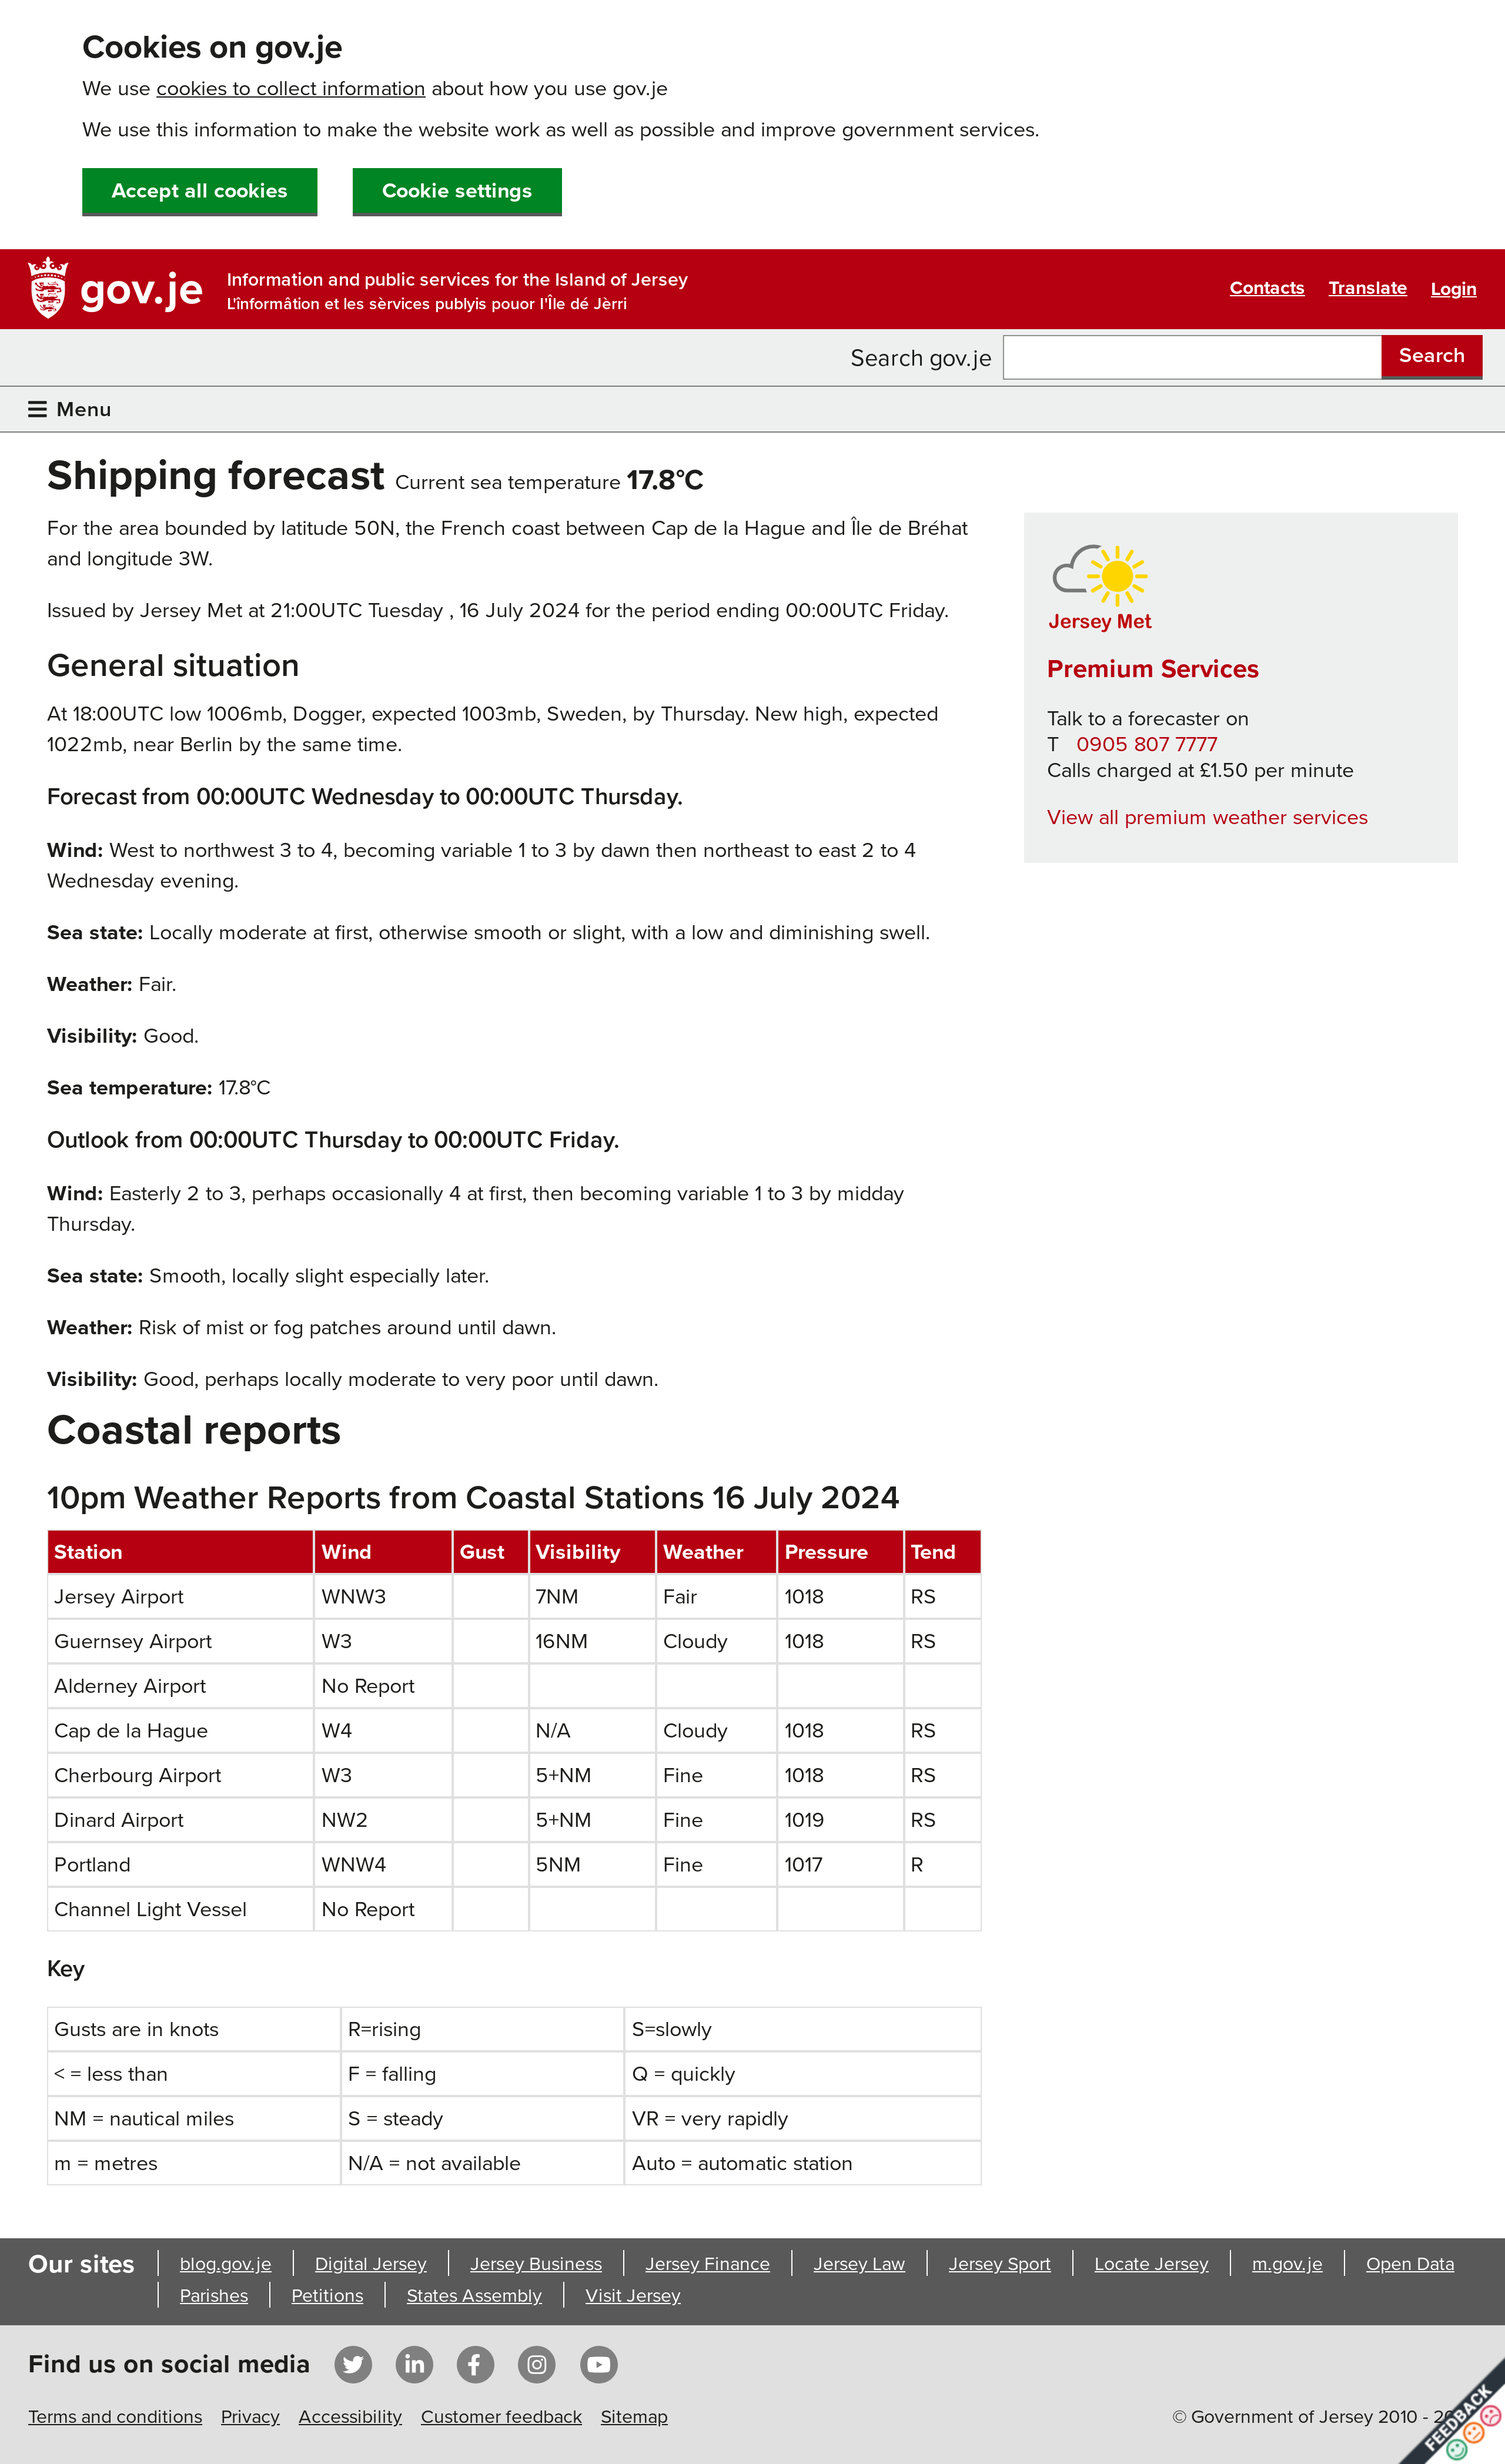 Cookies on gov.je
We use cookies to collect information about how you use gov.je
We use this information to make the website work as well as possible and improve government services.
Accept all cookies
Cookie settings
gov.je
Information and public services for the Island of Jersey
L'înformâtion et les sèrvices publyis pouor I'Île dé Jèrri
Contacts
Translate
Login
Search gov.je
Search
Menu
Shipping forecast Current sea temperature 17.8°C
For the area bounded by latitude 50N, the French coast between Cap de la Hague and Île de Bréhat
and longitude 3W.
Issued by Jersey Met at 21:00UTC Tuesday , 16 July 2024 for the period ending 00:00UTC Friday.
General situation
At 18:00UTC low 1006mb, Dogger, expected 1003mb, Sweden, by Thursday. New high, expected
1022mb, near Berlin by the same time.
Forecast from 00:00UTC Wednesday to 00:00UTC Thursday.
Wind: West to northwest 3 to 4, becoming variable 1 to 3 by dawn then northeast to east 2 to 4
Wednesday evening.
Sea state: Locally moderate at first, otherwise smooth or slight, with a low and diminishing swell.
Weather: Fair.
Visibility: Good.
Sea temperature: 17.8°C
Outlook from 00:00UTC Thursday to 00:00UTC Friday.
Wind: Easterly 2 to 3, perhaps occasionally 4 at first, then becoming variable 1 to 3 by midday
Thursday.
Sea state: Smooth, locally slight especially later.
Weather: Risk of mist or fog patches around until dawn.
Visibility: Good, perhaps locally moderate to very poor until dawn.
Jersey Met
Premium Services
Talk to a forecaster on
T 0905 807 7777
Calls charged at £1.50 per minute
View all premium weather services
Coastal reports
10pm Weather Reports from Coastal Stations 16 July 2024
Station Wind Gust Visibility Weather Pressure Tend
Jersey Airport WNW3 7NM Fair 1018 RS
Guernsey Airport W3 16NM Cloudy 1018 RS
Alderney Airport No Report
Cap de la Hague W4 N/A Cloudy 1018 RS
Cherbourg Airport W3 5+NM Fine 1018 RS
Dinard Airport NW2 5+NM Fine 1019 RS
Portland WNW4 5NM Fine 1017 R
Channel Light Vessel No Report
Key
Gusts are in knots R=rising S=slowly
< = less than F = falling Q = quickly
NM = nautical miles S = steady VR = very rapidly
m = metres N/A = not available Auto = automatic station
Our sites
blog.gov.je Digital Jersey Jersey Business Jersey Finance Jersey Law Jersey Sport Locate Jersey m.gov.je Open Data
Parishes Petitions States Assembly Visit Jersey
Find us on social media
Terms and conditions Privacy Accessibility Customer feedback Sitemap
© Government of Jersey 2010 -
FEEDBACK